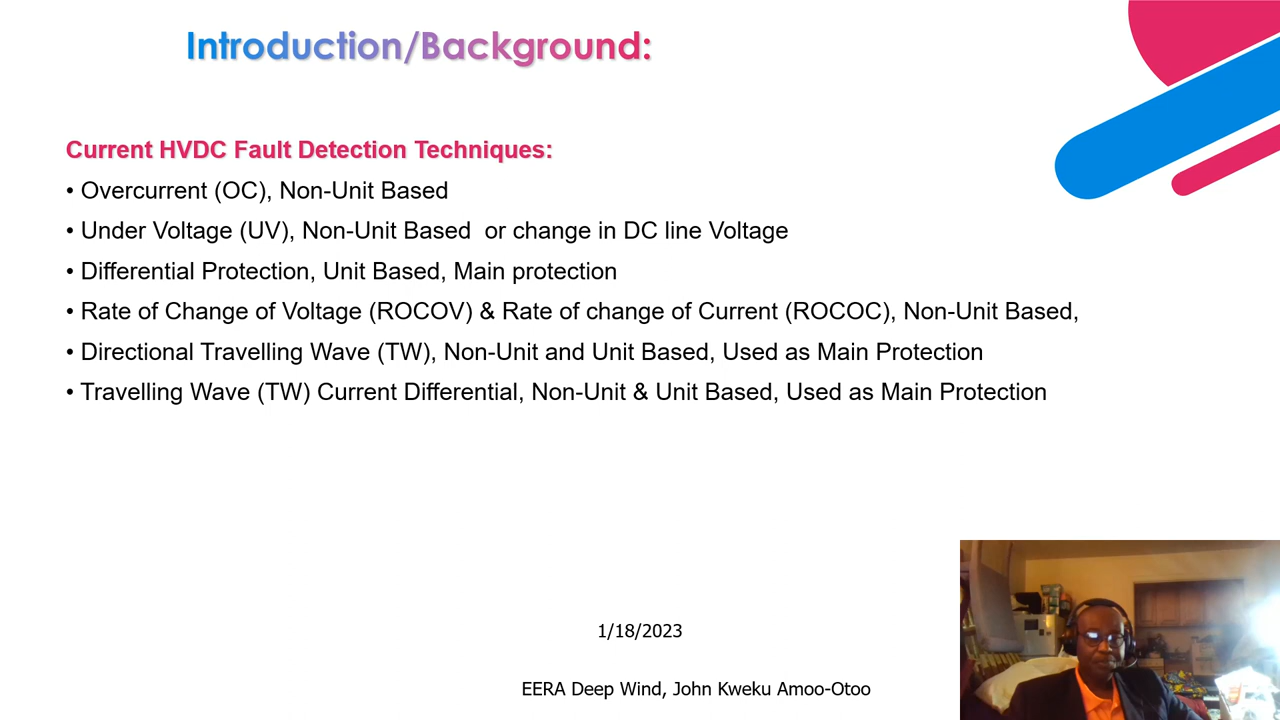 Introduction/Background:
Current HVDC Fault Detection Techniques:
• Overcurrent (OC), Non-Unit Based
• Under Voltage (UV), Non-Unit Based  or change in DC line Voltage
• Differential Protection, Unit Based, Main protection
• Rate of Change of Voltage (ROCOV) & Rate of change of Current (ROCOC), Non-Unit Based,
• Directional Travelling Wave (TW), Non-Unit and Unit Based, Used as Main Protection
• Travelling Wave (TW) Current Differential, Non-Unit & Unit Based, Used as Main Protection
1/18/2023
EERA Deep Wind, John Kweku Amoo-Otoo